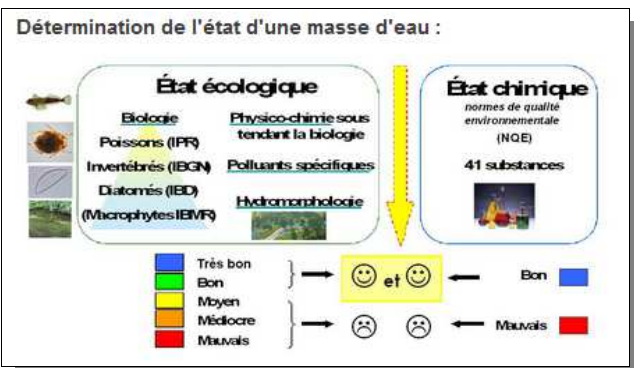 Détermination de l'état d'une masse d'eau :
État écologique
Biologie
Poissons (IPR)
Invertébrés (IBGN)
Diatomés (IBD)
(Macrophytes IBMR)
Physico-chimie sous
tendant la biologie
Polluants spécifiques
Hydromorphologie
État chimique
normes de qualité
environnementale
(NQE)
41 substances
Très bon
Bon
Moyen
Médiocre
Mauvais
et
Bon
Mauvais